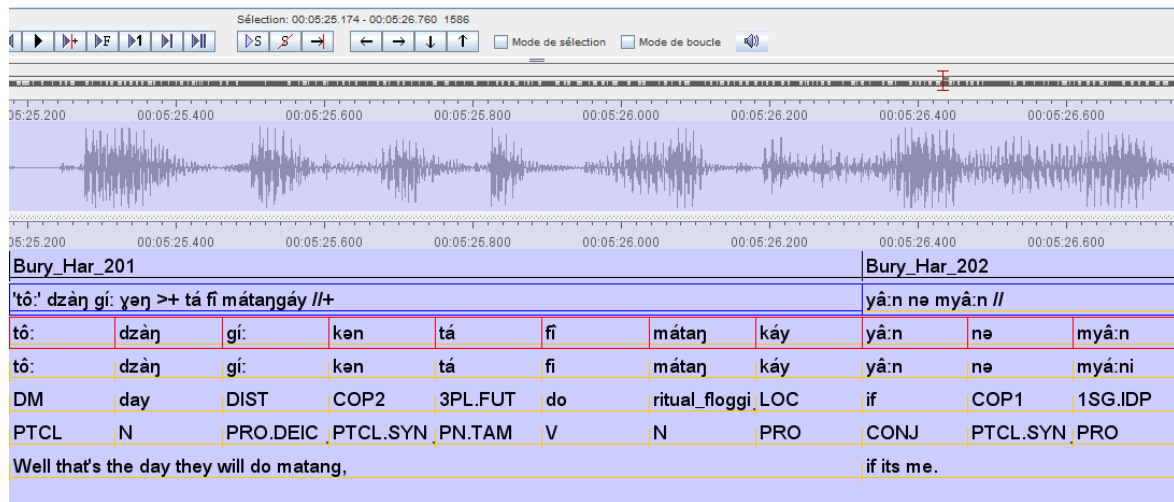 Sélection: 00:05:25.174 - 00:05:26.760 1586
S S Mode de sélection Mode de boucle
05:25.200 00:05:25.400 00:05:25.600 00:05:25.800 00:05:26.000 00:05:26.200 00:05:26.400 00:05:26.600
05:25.200 00:05:25.400 00:05:25.600 00:05:25.800 00:05:26.000 00:05:26.200 00:05:26.400 00:05:26.600
Bury_Har_201 Bury_Har_202
'tô:' dzàŋ gí: ɣəŋ >+ tá fî mátaŋgáy //+ yâ:n nə myâ:n //
tô: dzàŋ gí: kən tá fî mátaŋ káy yâ:n nə myâ:n
tô: dzàŋ gí: kən tá fi mátaŋ káy yâ:n nə myá:ni
DM day DIST COP2 3PL.FUT do ritual_floggi LOC if COP1 1SG.IDP
PTCL N PRO.DEIC PTCL.SYN PN.TAM V N PRO CONJ PTCL.SYN PRO
Well that's the day they will do matang, if its me.